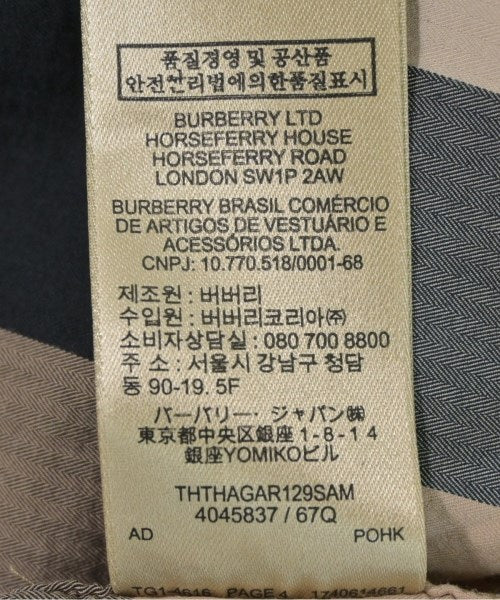 품질경영 및 공산품
안전관리법에의한품질표시
BURBERRY LTD
HORSEFERRY HOUSE
HORSEFERRY ROAD
LONDON SW1P 2AW
BURBERRY BRASIL COMÉRCIO
DE ARTIGOS DE VESTUÁRIO E
ACESSÓRIOS LTDA.
CNPJ: 10.770.518/0001-68
제조원 : 버버리
수입원 : 버버리코리아㈜
소비자상담실 : 080 700 8800
주 소 : 서울시 강남구 청담
동 90-19. 5F
バーバリー・ジャパン㈱
東京都中央区銀座 1-8-14
銀座YOMIKOビル
THTHAGAR129SAM
4045837 / 67Q
AD POHK
TG1-4616 PAGE 4 1740614661